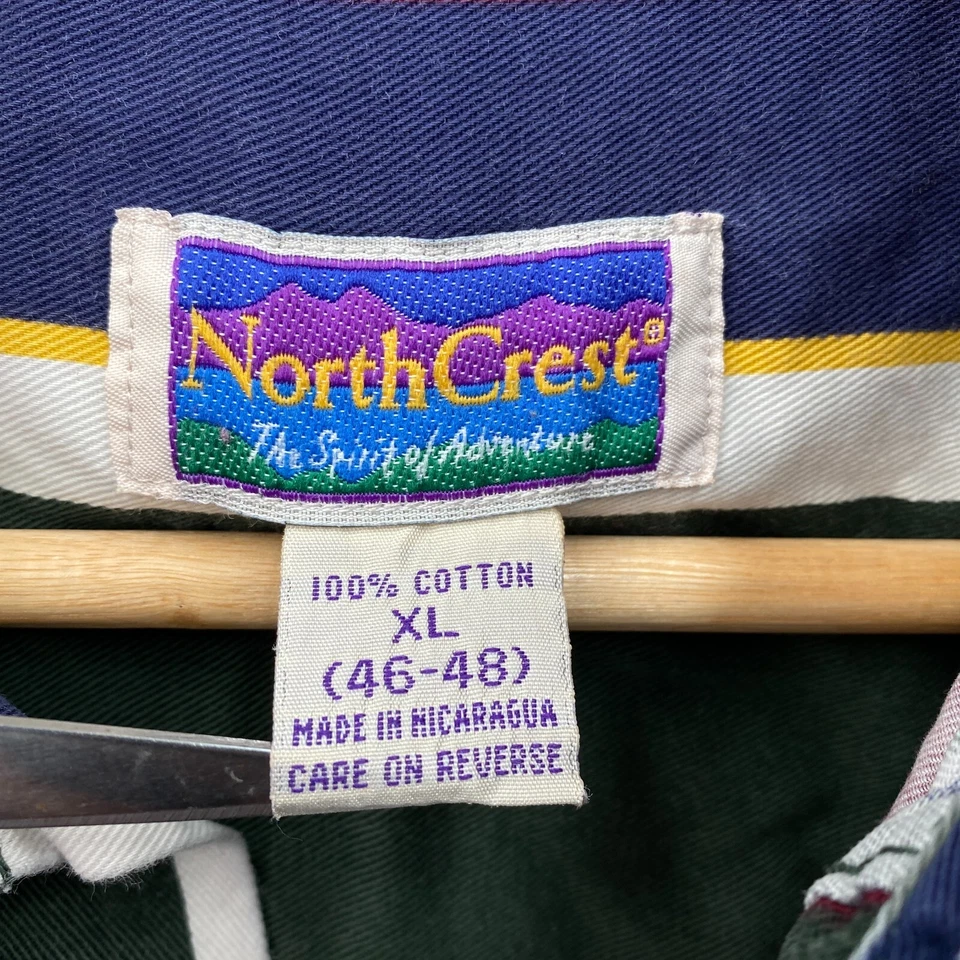 NorthCrest®
The Spirit of Adventure
100% COTTON
XL
(46-48)
MADE IN NICARAGUA
CARE ON REVERSE